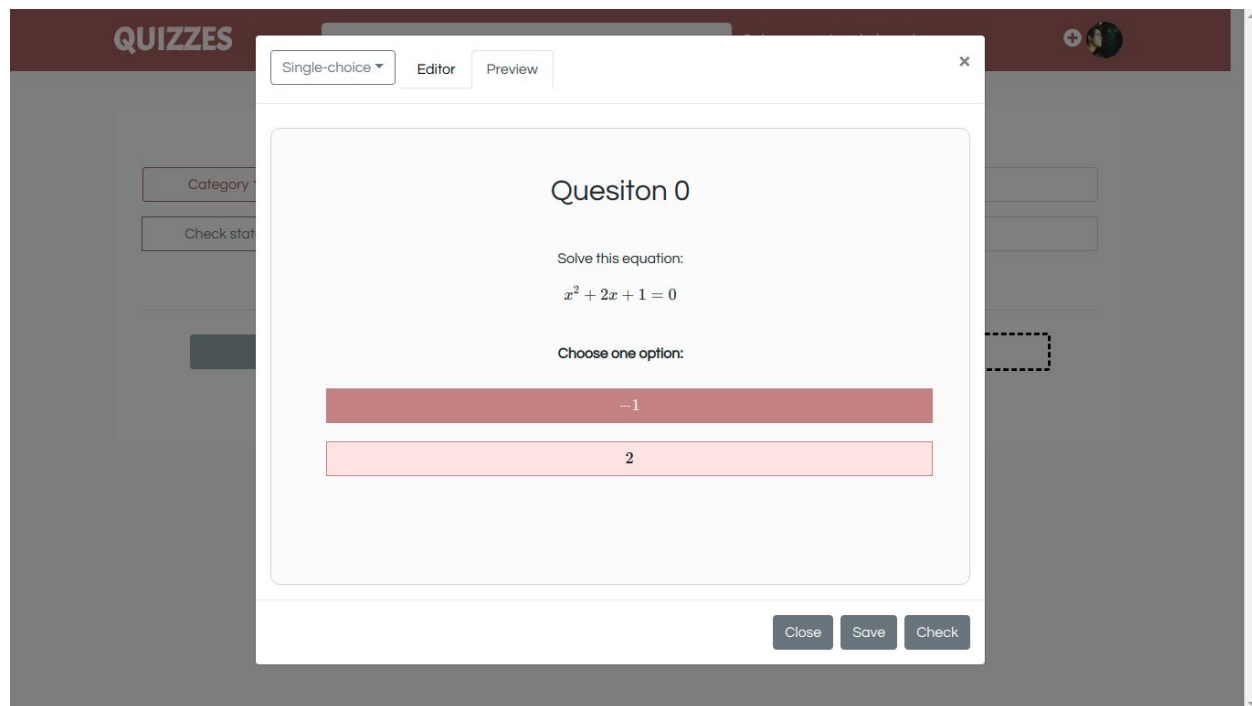 QUIZZES
Single-choice
Editor
Preview
×
Category
Check stat
Quesiton 0
Solve this equation:
x² + 2x + 1 = 0
Choose one option:
−1
2
Close
Save
Check